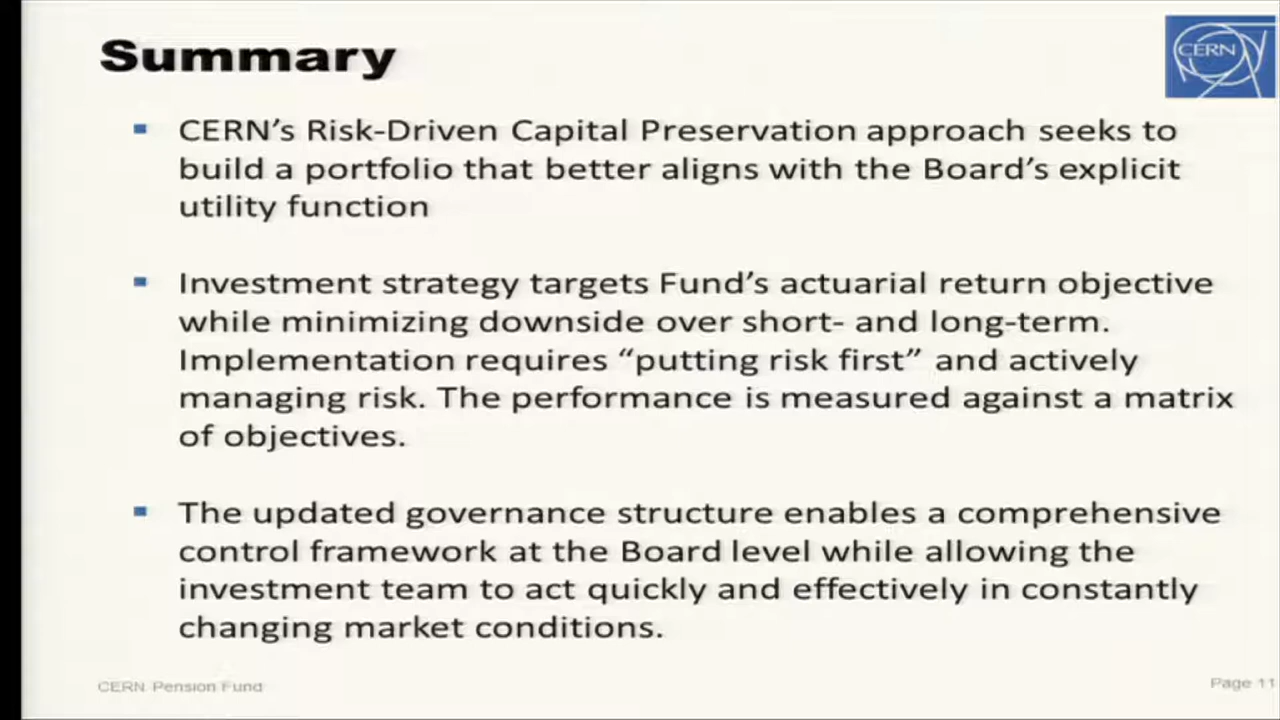 Summary
CERN
CERN’s Risk-Driven Capital Preservation approach seeks to
build a portfolio that better aligns with the Board’s explicit
utility function
Investment strategy targets Fund’s actuarial return objective
while minimizing downside over short- and long-term.
Implementation requires “putting risk first” and actively
managing risk. The performance is measured against a matrix
of objectives.
The updated governance structure enables a comprehensive
control framework at the Board level while allowing the
investment team to act quickly and effectively in constantly
changing market conditions.
CERN Pension Fund
Page 11